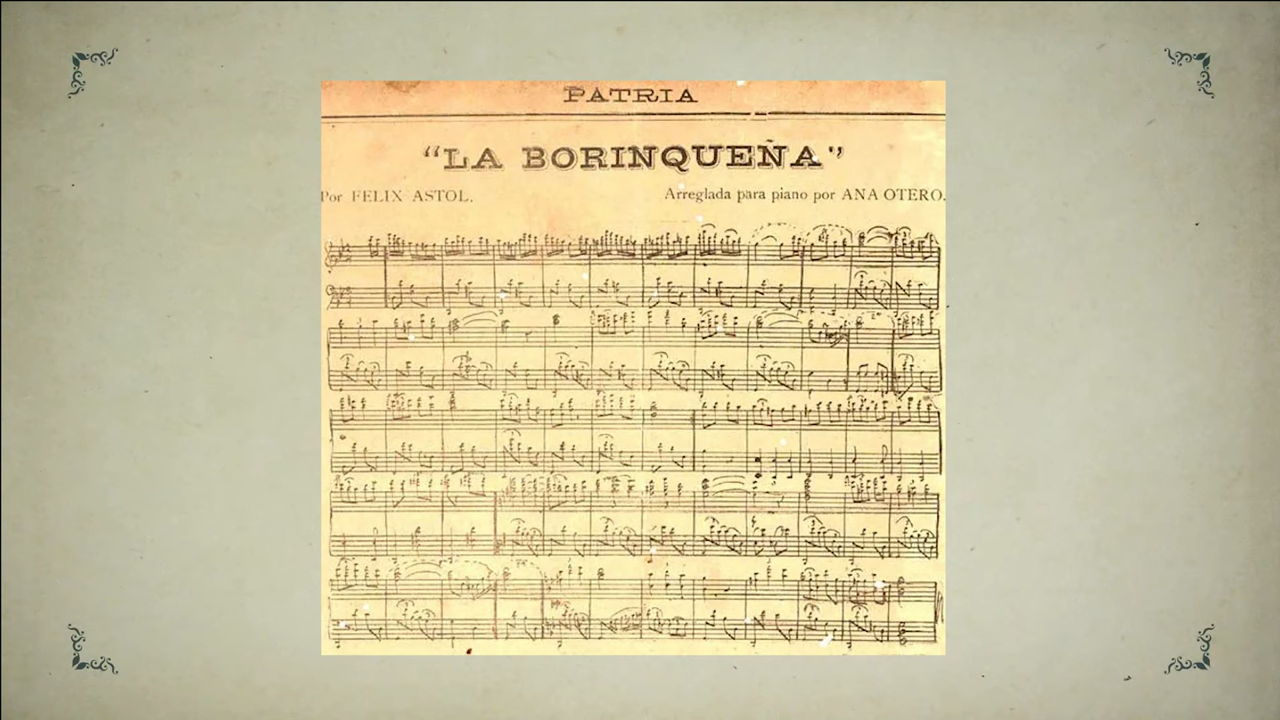 PATRIA
"LA BORINQUEÑA"
Por FELIX ASTOL. Arreglada para piano por ANA OTERO.